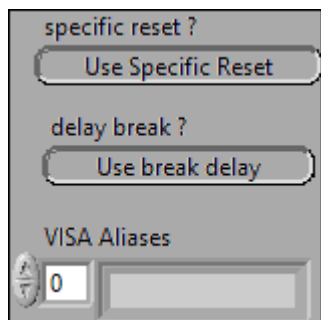 specific reset ?
Use Specific Reset
delay break ?
Use break delay
VISA Aliases
0